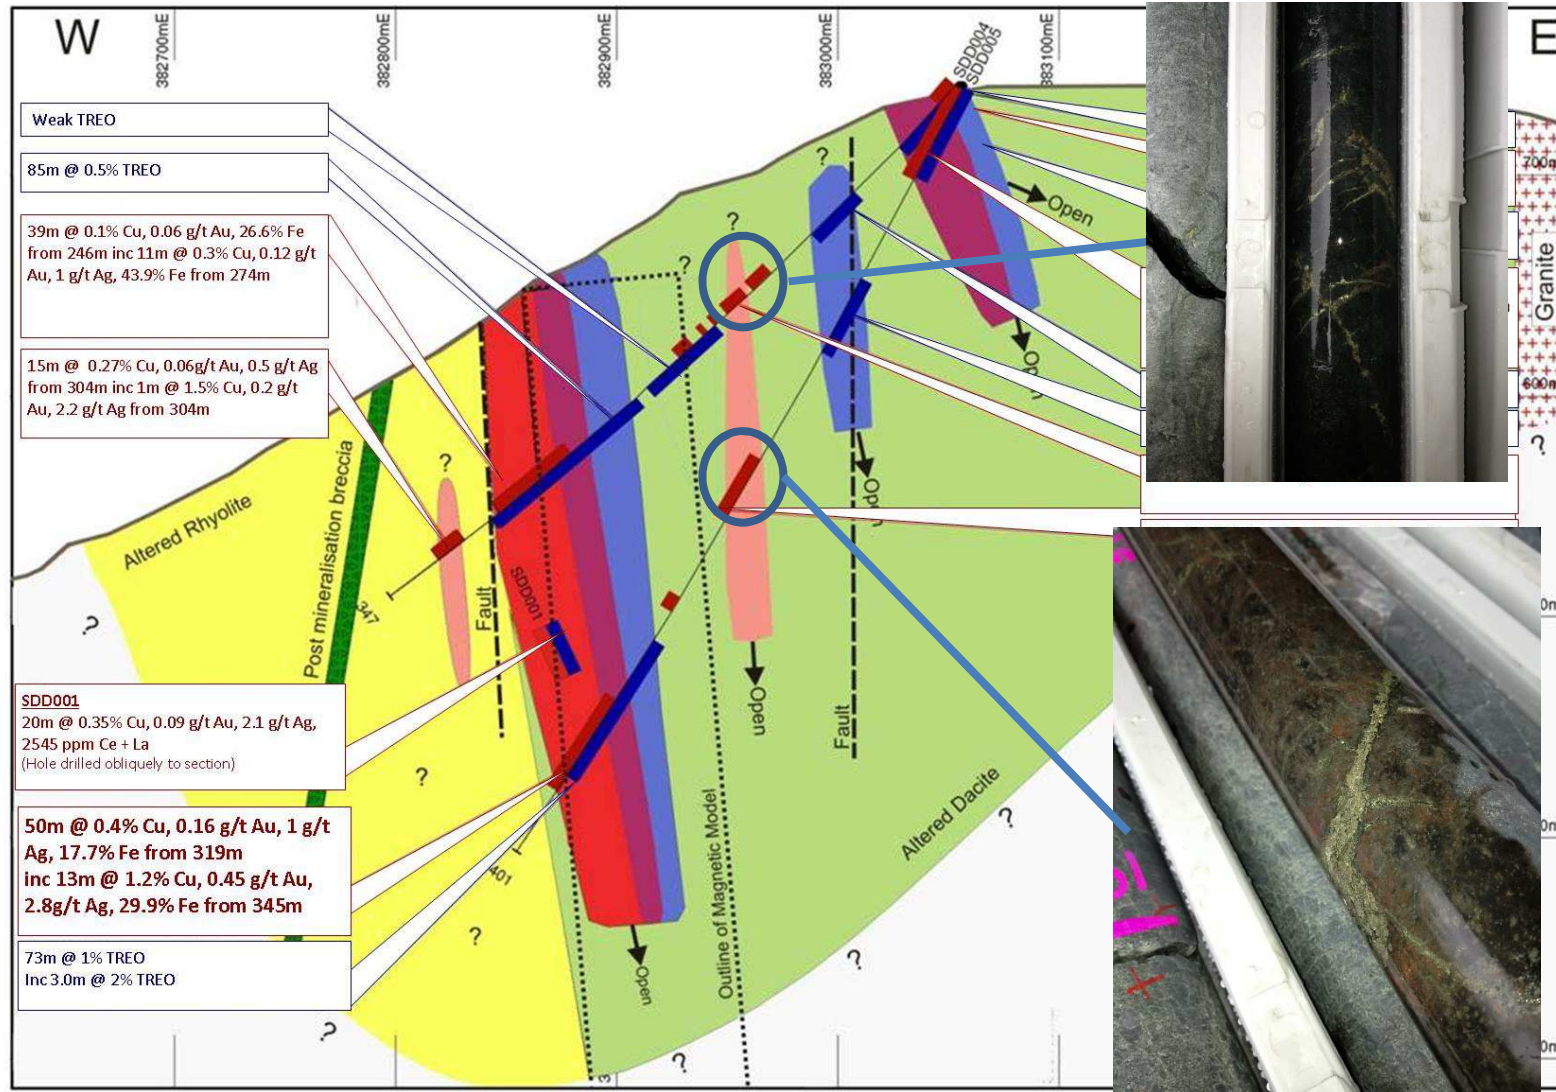 W
E
382700mE
382800mE
382900mE
383000mE
383100mE
SDD004
SDD005
Weak TREO
85m @ 0.5% TREO
39m @ 0.1% Cu, 0.06 g/t Au, 26.6% Fe
from 246m inc 11m @ 0.3% Cu, 0.12 g/t
Au, 1 g/t Ag, 43.9% Fe from 274m
15m @ 0.27% Cu, 0.06g/t Au, 0.5 g/t Ag
from 304m inc 1m @ 1.5% Cu, 0.2 g/t
Au, 2.2 g/t Ag from 304m
SDD001
20m @ 0.35% Cu, 0.09 g/t Au, 2.1 g/t Ag,
2545 ppm Ce + La
(Hole drilled obliquely to section)
50m @ 0.4% Cu, 0.16 g/t Au, 1 g/t
Ag, 17.7% Fe from 319m
inc 13m @ 1.2% Cu, 0.45 g/t Au,
2.8g/t Ag, 29.9% Fe from 345m
73m @ 1% TREO
Inc 3.0m @ 2% TREO
Altered Rhyolite
Post mineralisation breccia
347
?
Fault
SDD001
?
?
?
?
401
Open
?
?
Open
Outline of Magnetic Model
?
Fault
Open
Open
Open
Altered Dacite
?
?
?
Granite
?